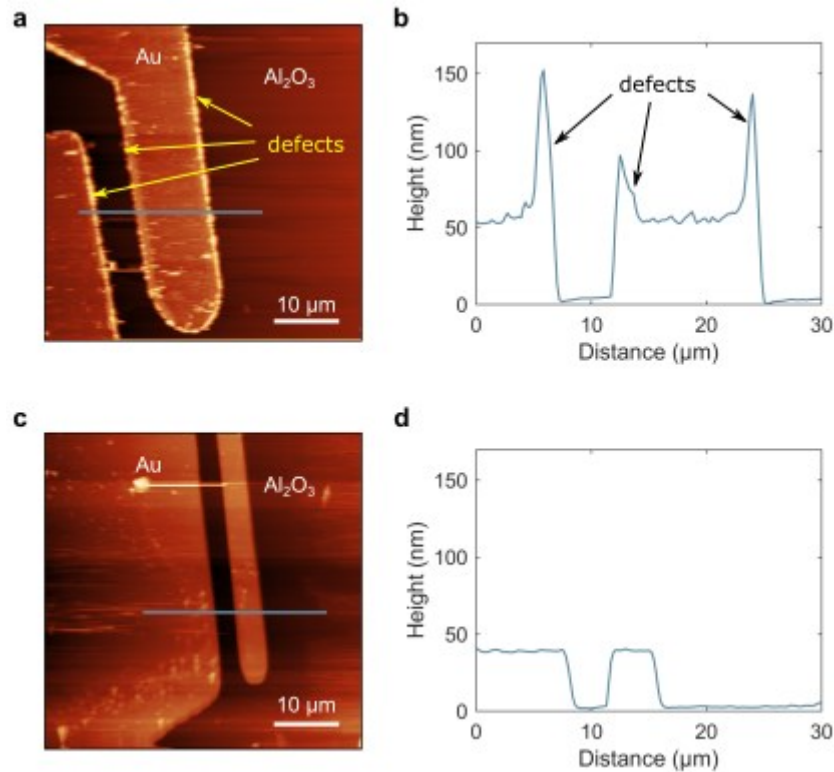 a
Au
Al₂O₃
defects
10 µm
b
Height (nm)
150
100
50
0
defects
0
10
20
30
Distance (µm)
c
Au
Al₂O₃
10 µm
d
Height (nm)
150
100
50
0
0
10
20
30
Distance (µm)